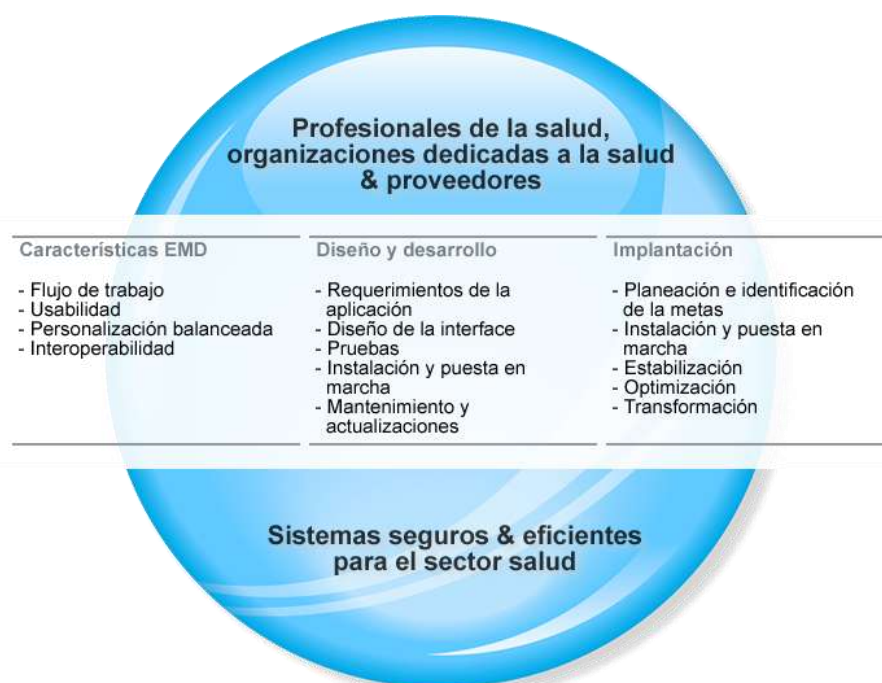 Profesionales de la salud,
organizaciones dedicadas a la salud
& proveedores
Características EMD
- Flujo de trabajo
- Usabilidad
- Personalización balanceada
- Interoperabilidad
Diseño y desarrollo
- Requerimientos de la
aplicación
- Diseño de la interface
- Pruebas
- Instalación y puesta en
marcha
- Mantenimiento y
actualizaciones
Implantación
- Planeación e identificación
de la metas
- Instalación y puesta en
marcha
- Estabilización
- Optimización
- Transformación
Sistemas seguros & eficientes
para el sector salud